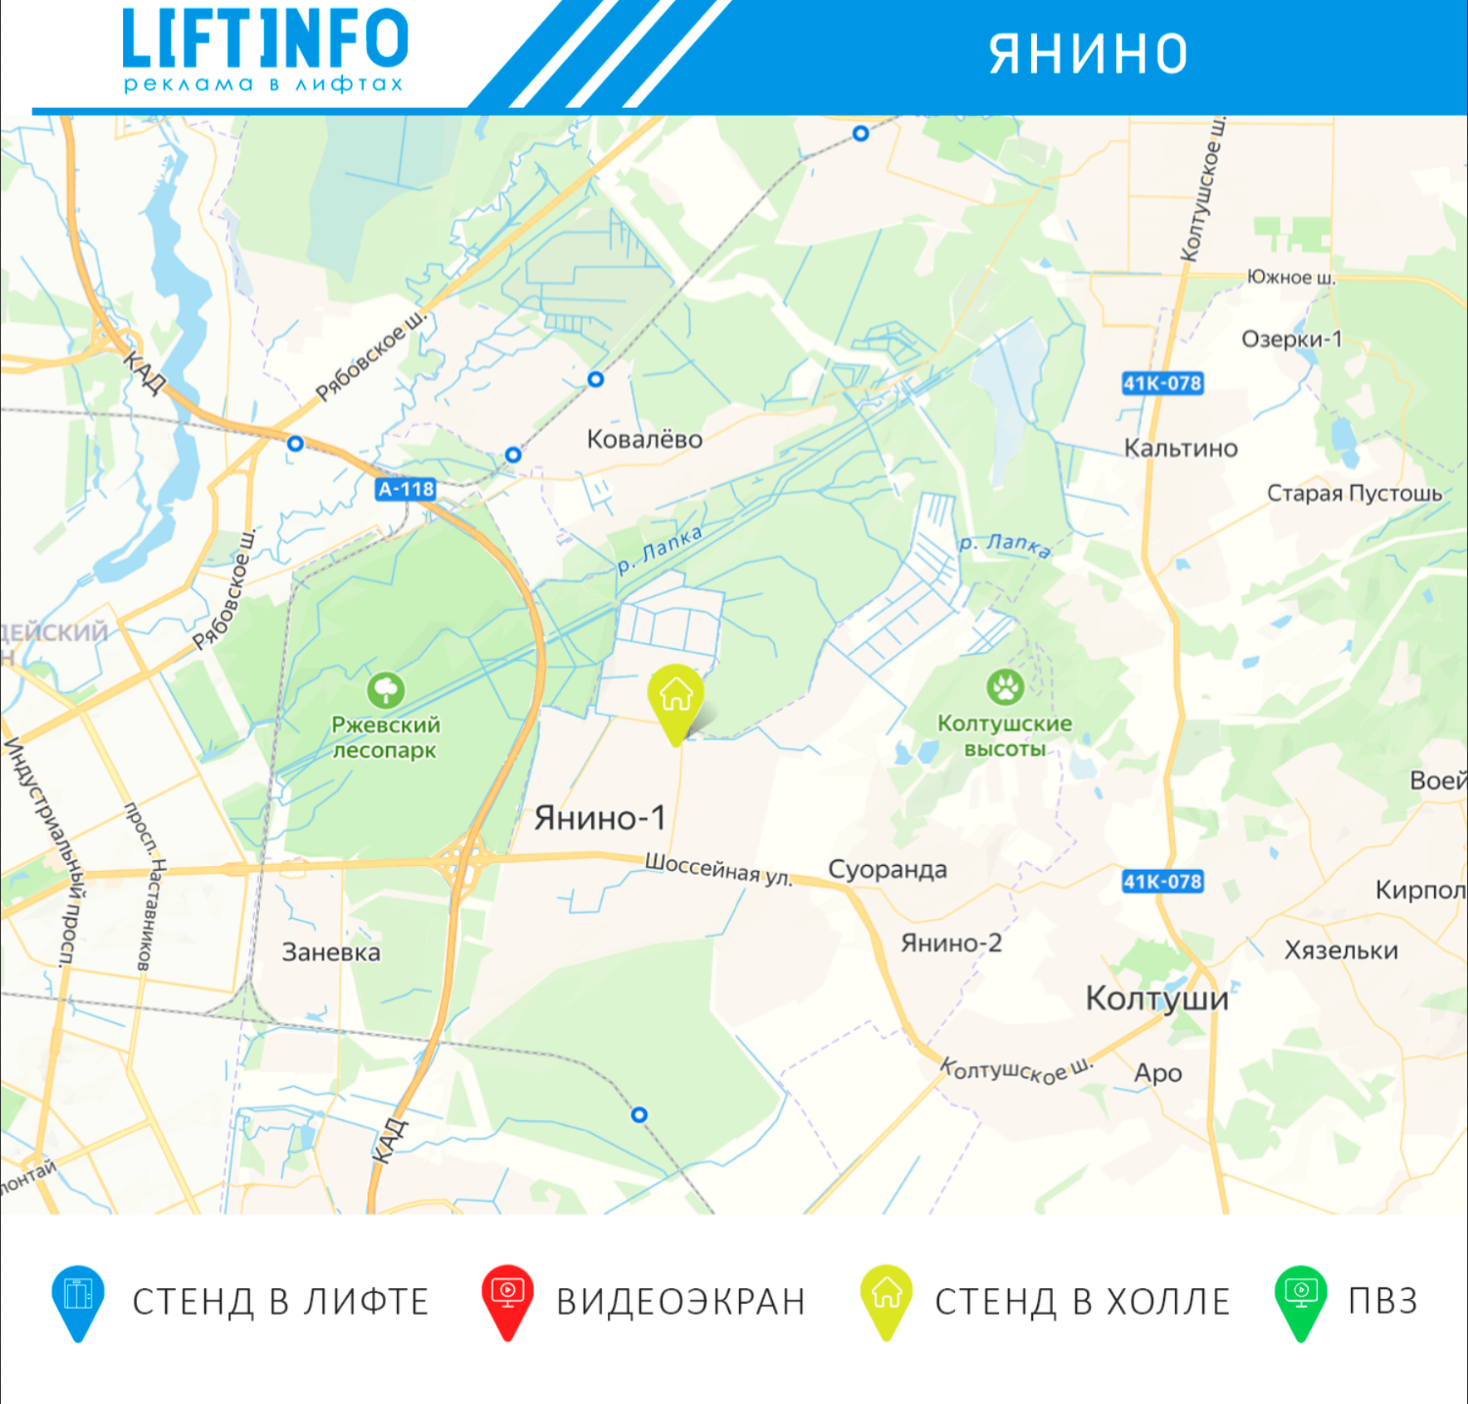 LIFTINFO
реклама в лифтах
ЯНИНО
Колтушское ш.
Южное ш.
Озерки-1
КАД
Рябовское ш.
41К-078
Ковалёво
Кальтино
А-118
Старая Пустошь
р. Лапка
р. Лапка
Рябовское ш.
ДЕЙСКИЙ
Н
Ржевский
лесопарк
Колтушские
высоты
Индустриальный просп.
просп. Наставников
Воей
Янино-1
Шоссейная ул.
Суоранда
41К-078
Кирпол
Заневка
Янино-2
Хязельки
Колтуши
Колтушское ш.
Аро
КАД
лонтай
СТЕНД В ЛИФТЕ
ВИДЕОЭКРАН
СТЕНД В ХОЛЛЕ
ПВЗ